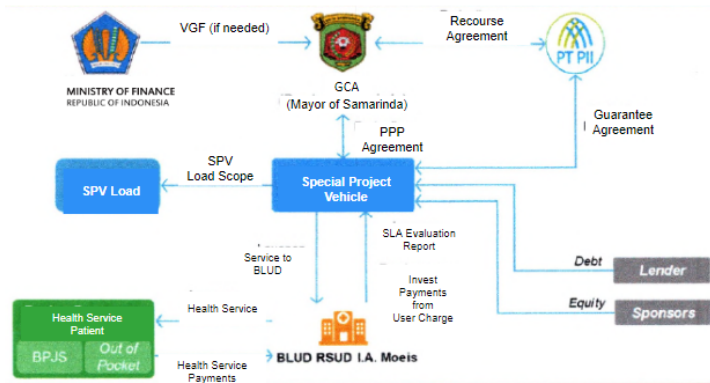 VGF (if needed)
Recourse
Agreement
PT PII
MINISTRY OF FINANCE
REPUBLIC OF INDONESIA
GCA
(Mayor of Samarinda)
Guarantee
Agreement
PPP
Agreement
SPV
Load Scope
SPV Load
Special Project
Vehicle
SLA Evaluation
Report
Service to
BLUD
Debt
Lender
Invest
Payments
from
User Charge
Equity
Sponsors
Health Service
Health Service
Patient
BPJS
Out of
Pocket
Health Service
Payments
BLUD RSUD I.A. Moeis